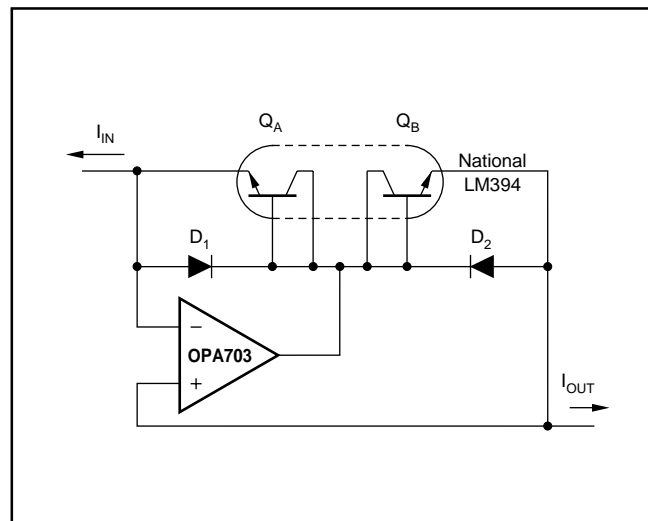 Q_A Q_B
I_IN
National
LM394
D_1 D_2
−
OPA703
+
I_OUT